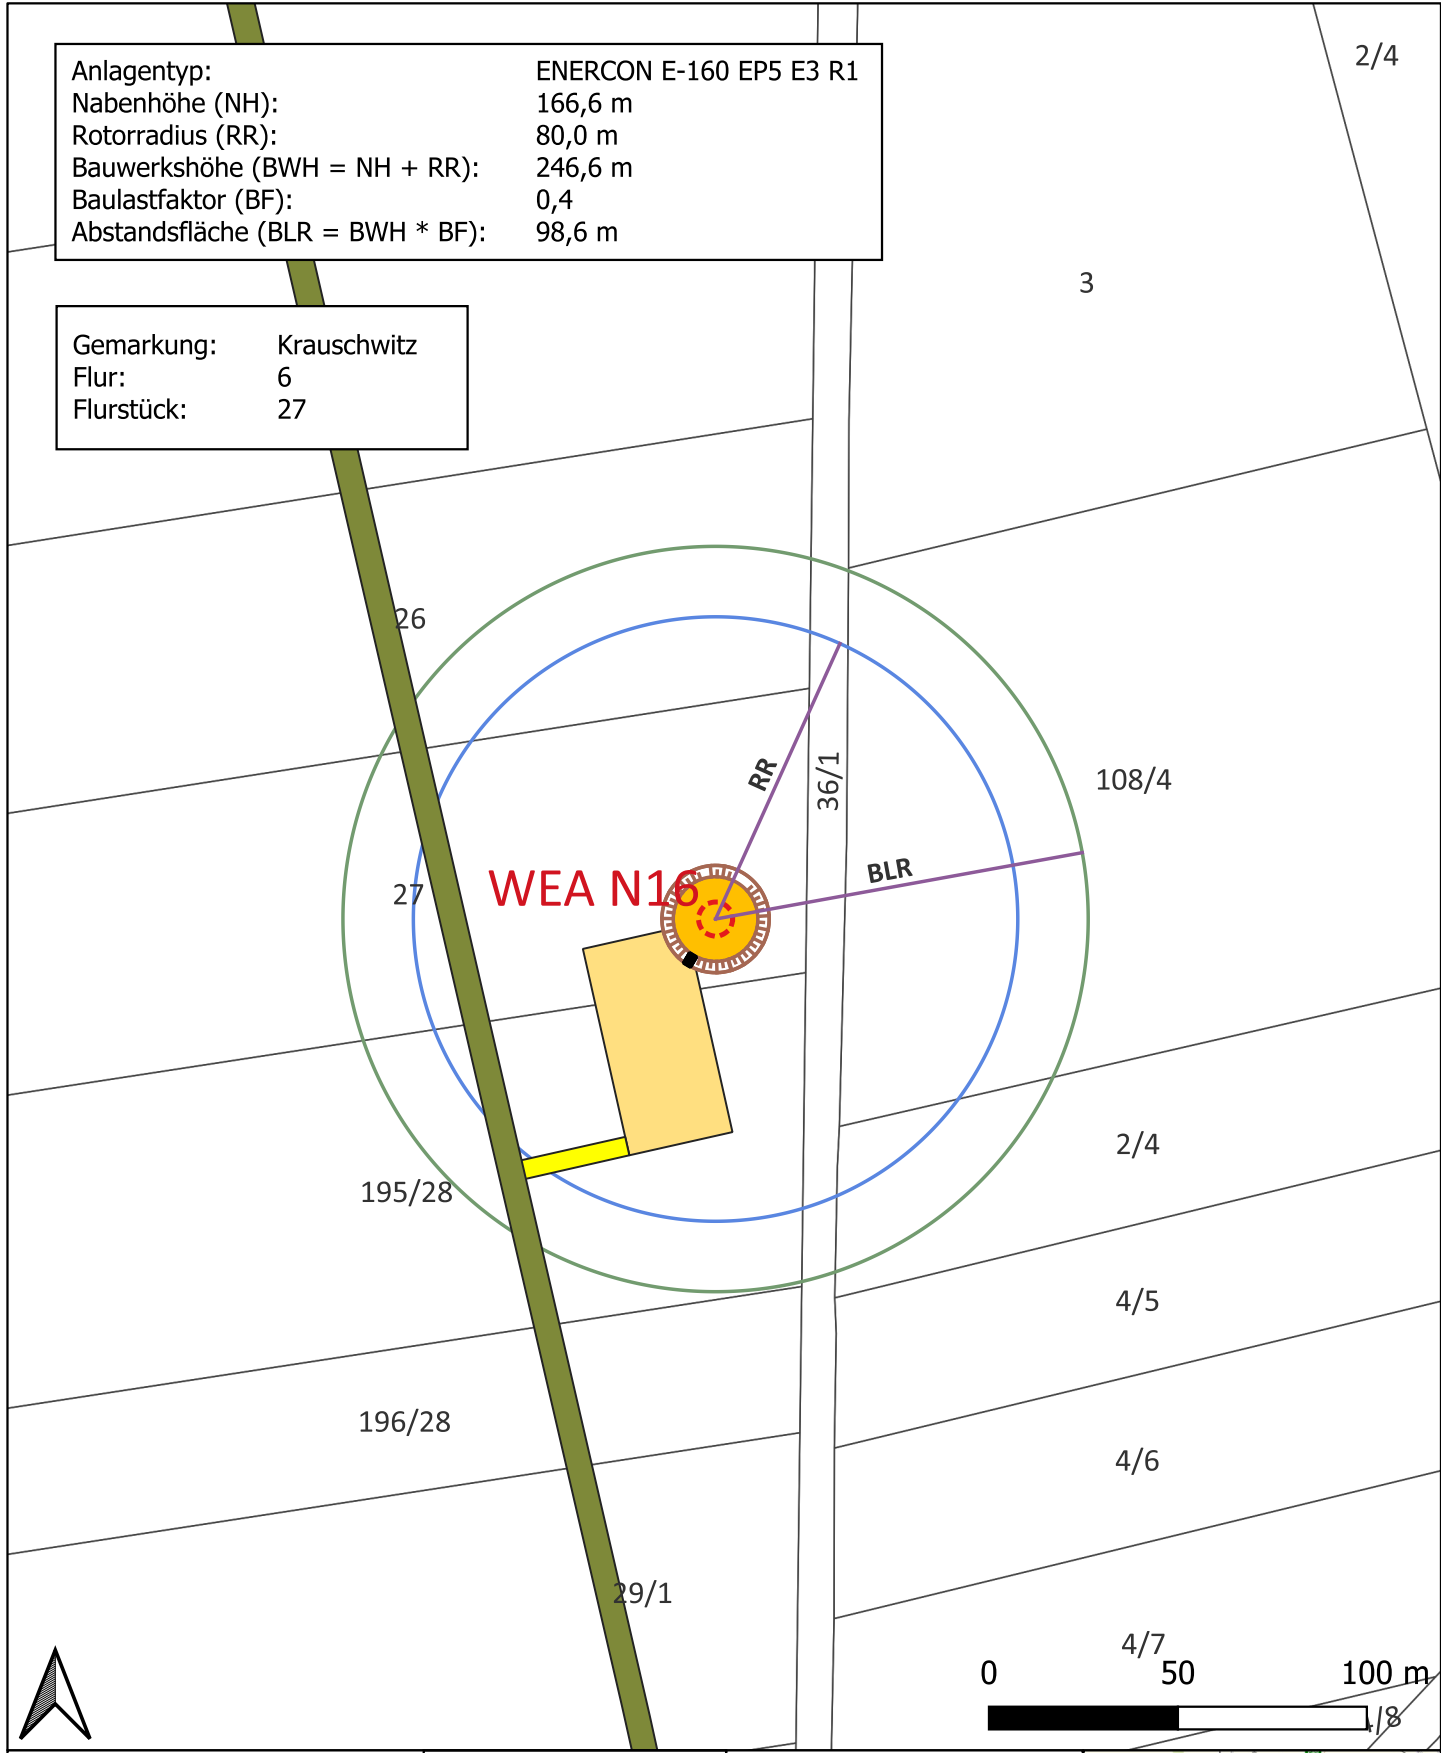 Anlagentyp: ENERCON E-160 EP5 E3 R1
Nabenhöhe (NH): 166,6 m
Rotorradius (RR): 80,0 m
Bauwerkshöhe (BWH = NH + RR): 246,6 m
Baulastfaktor (BF): 0,4
Abstandsfläche (BLR = BWH * BF): 98,6 m
2/4
3
Gemarkung: Krauschwitz
Flur: 6
Flurstück: 27
26
RR
36/1
108/4
BLR
WEA N16
27
2/4
195/28
4/5
196/28
4/6
29/1
4/7
0 50 100 m